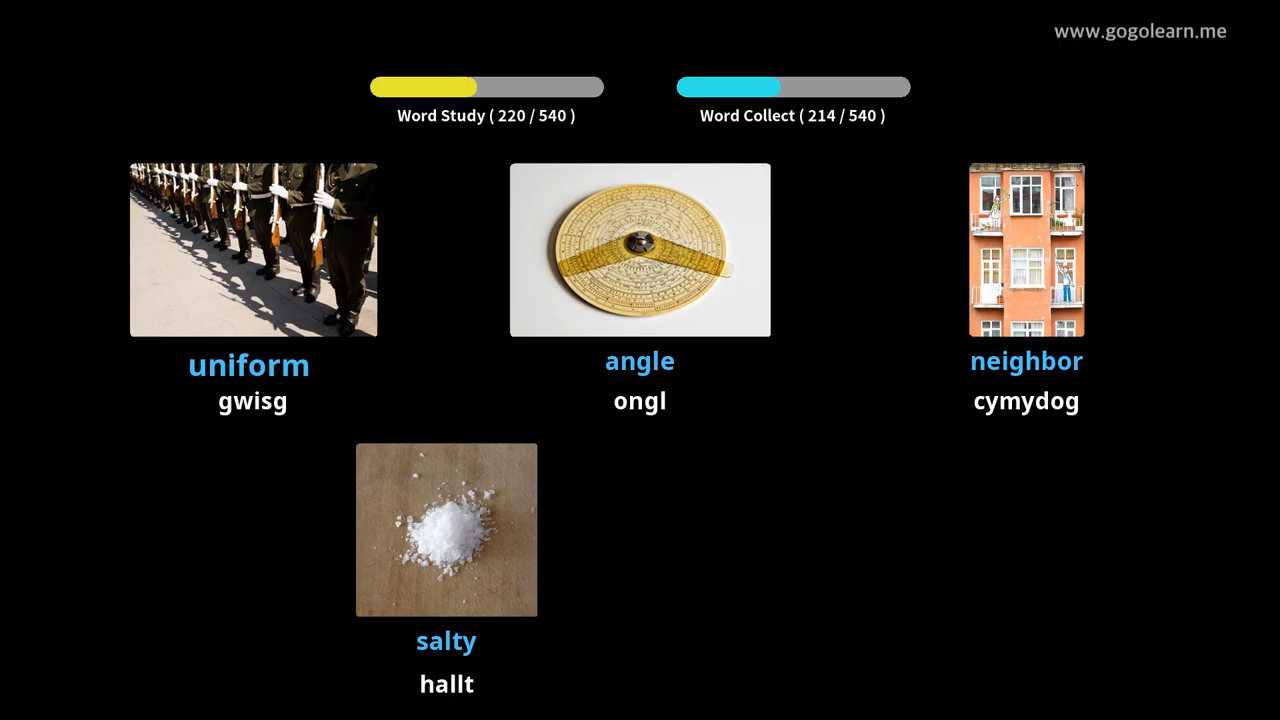 www.gogolearn.me
Word Study ( 220 / 540 )
Word Collect ( 214 / 540 )
uniform
gwisg
angle
ongl
neighbor
cymydog
salty
hallt